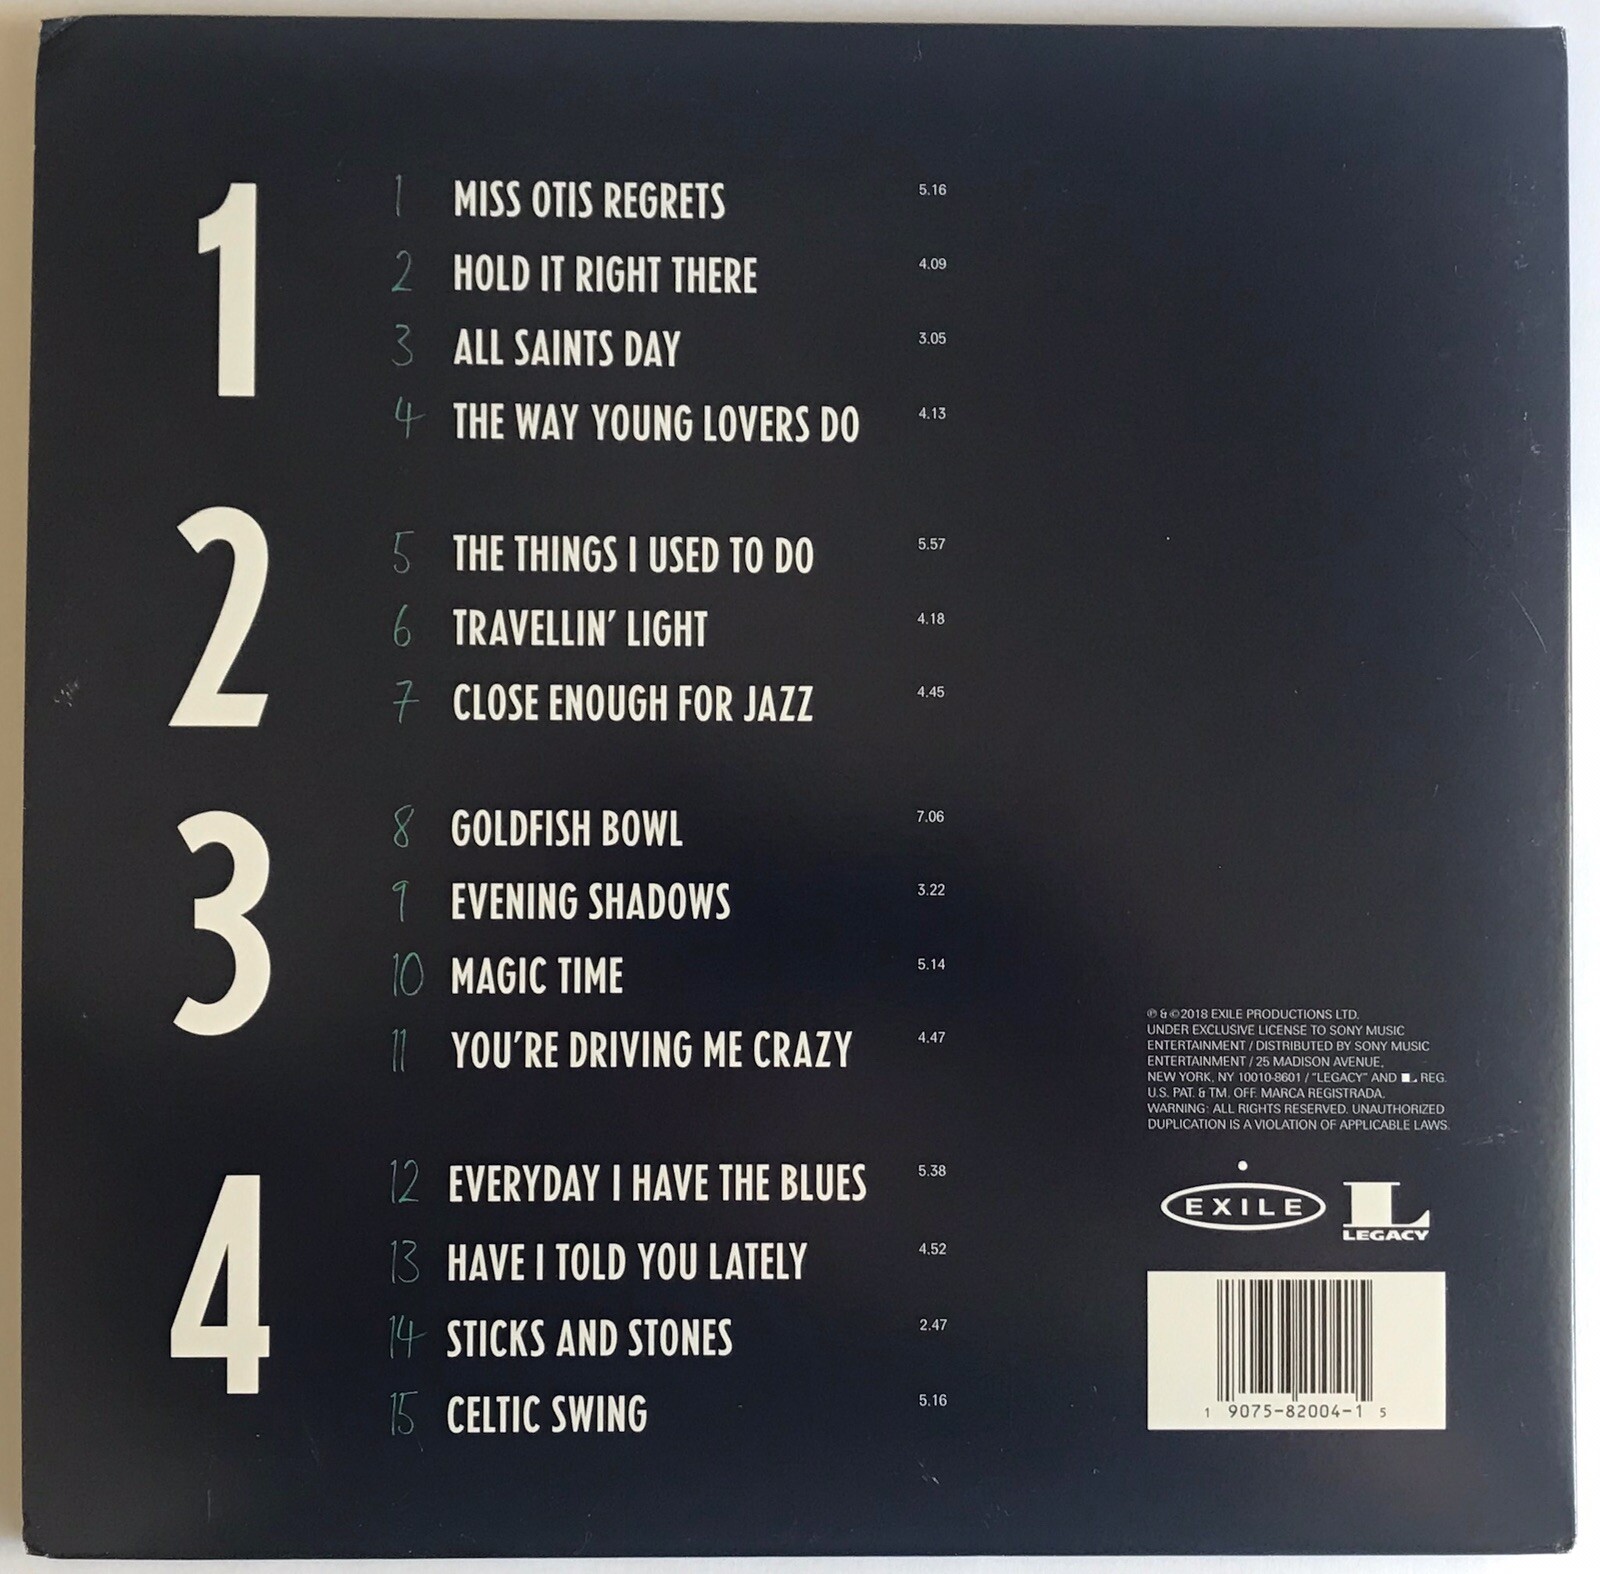 1
1 MISS OTIS REGRETS 5.16
2 HOLD IT RIGHT THERE 4.09
3 ALL SAINTS DAY 3.05
4 THE WAY YOUNG LOVERS DO 4.13
2
5 THE THINGS I USED TO DO 5.57
6 TRAVELLIN' LIGHT 4.18
7 CLOSE ENOUGH FOR JAZZ 4.45
3
8 GOLDFISH BOWL 7.06
9 EVENING SHADOWS 3.22
10 MAGIC TIME 5.14
11 YOU'RE DRIVING ME CRAZY 4.47
4
12 EVERYDAY I HAVE THE BLUES 5.38
13 HAVE I TOLD YOU LATELY 4.52
14 STICKS AND STONES 2.47
15 CELTIC SWING 5.16
℗ & © 2018 EXILE PRODUCTIONS LTD.
UNDER EXCLUSIVE LICENSE TO SONY MUSIC
ENTERTAINMENT / DISTRIBUTED BY SONY MUSIC
ENTERTAINMENT / 25 MADISON AVENUE,
NEW YORK, NY 10010-8601 / "LEGACY" AND L REG.
U.S. PAT. & TM. OFF. MARCA REGISTRADA.
WARNING: ALL RIGHTS RESERVED. UNAUTHORIZED
DUPLICATION IS A VIOLATION OF APPLICABLE LAWS.
EXILE
L
LEGACY
1 9075-82004-1 5